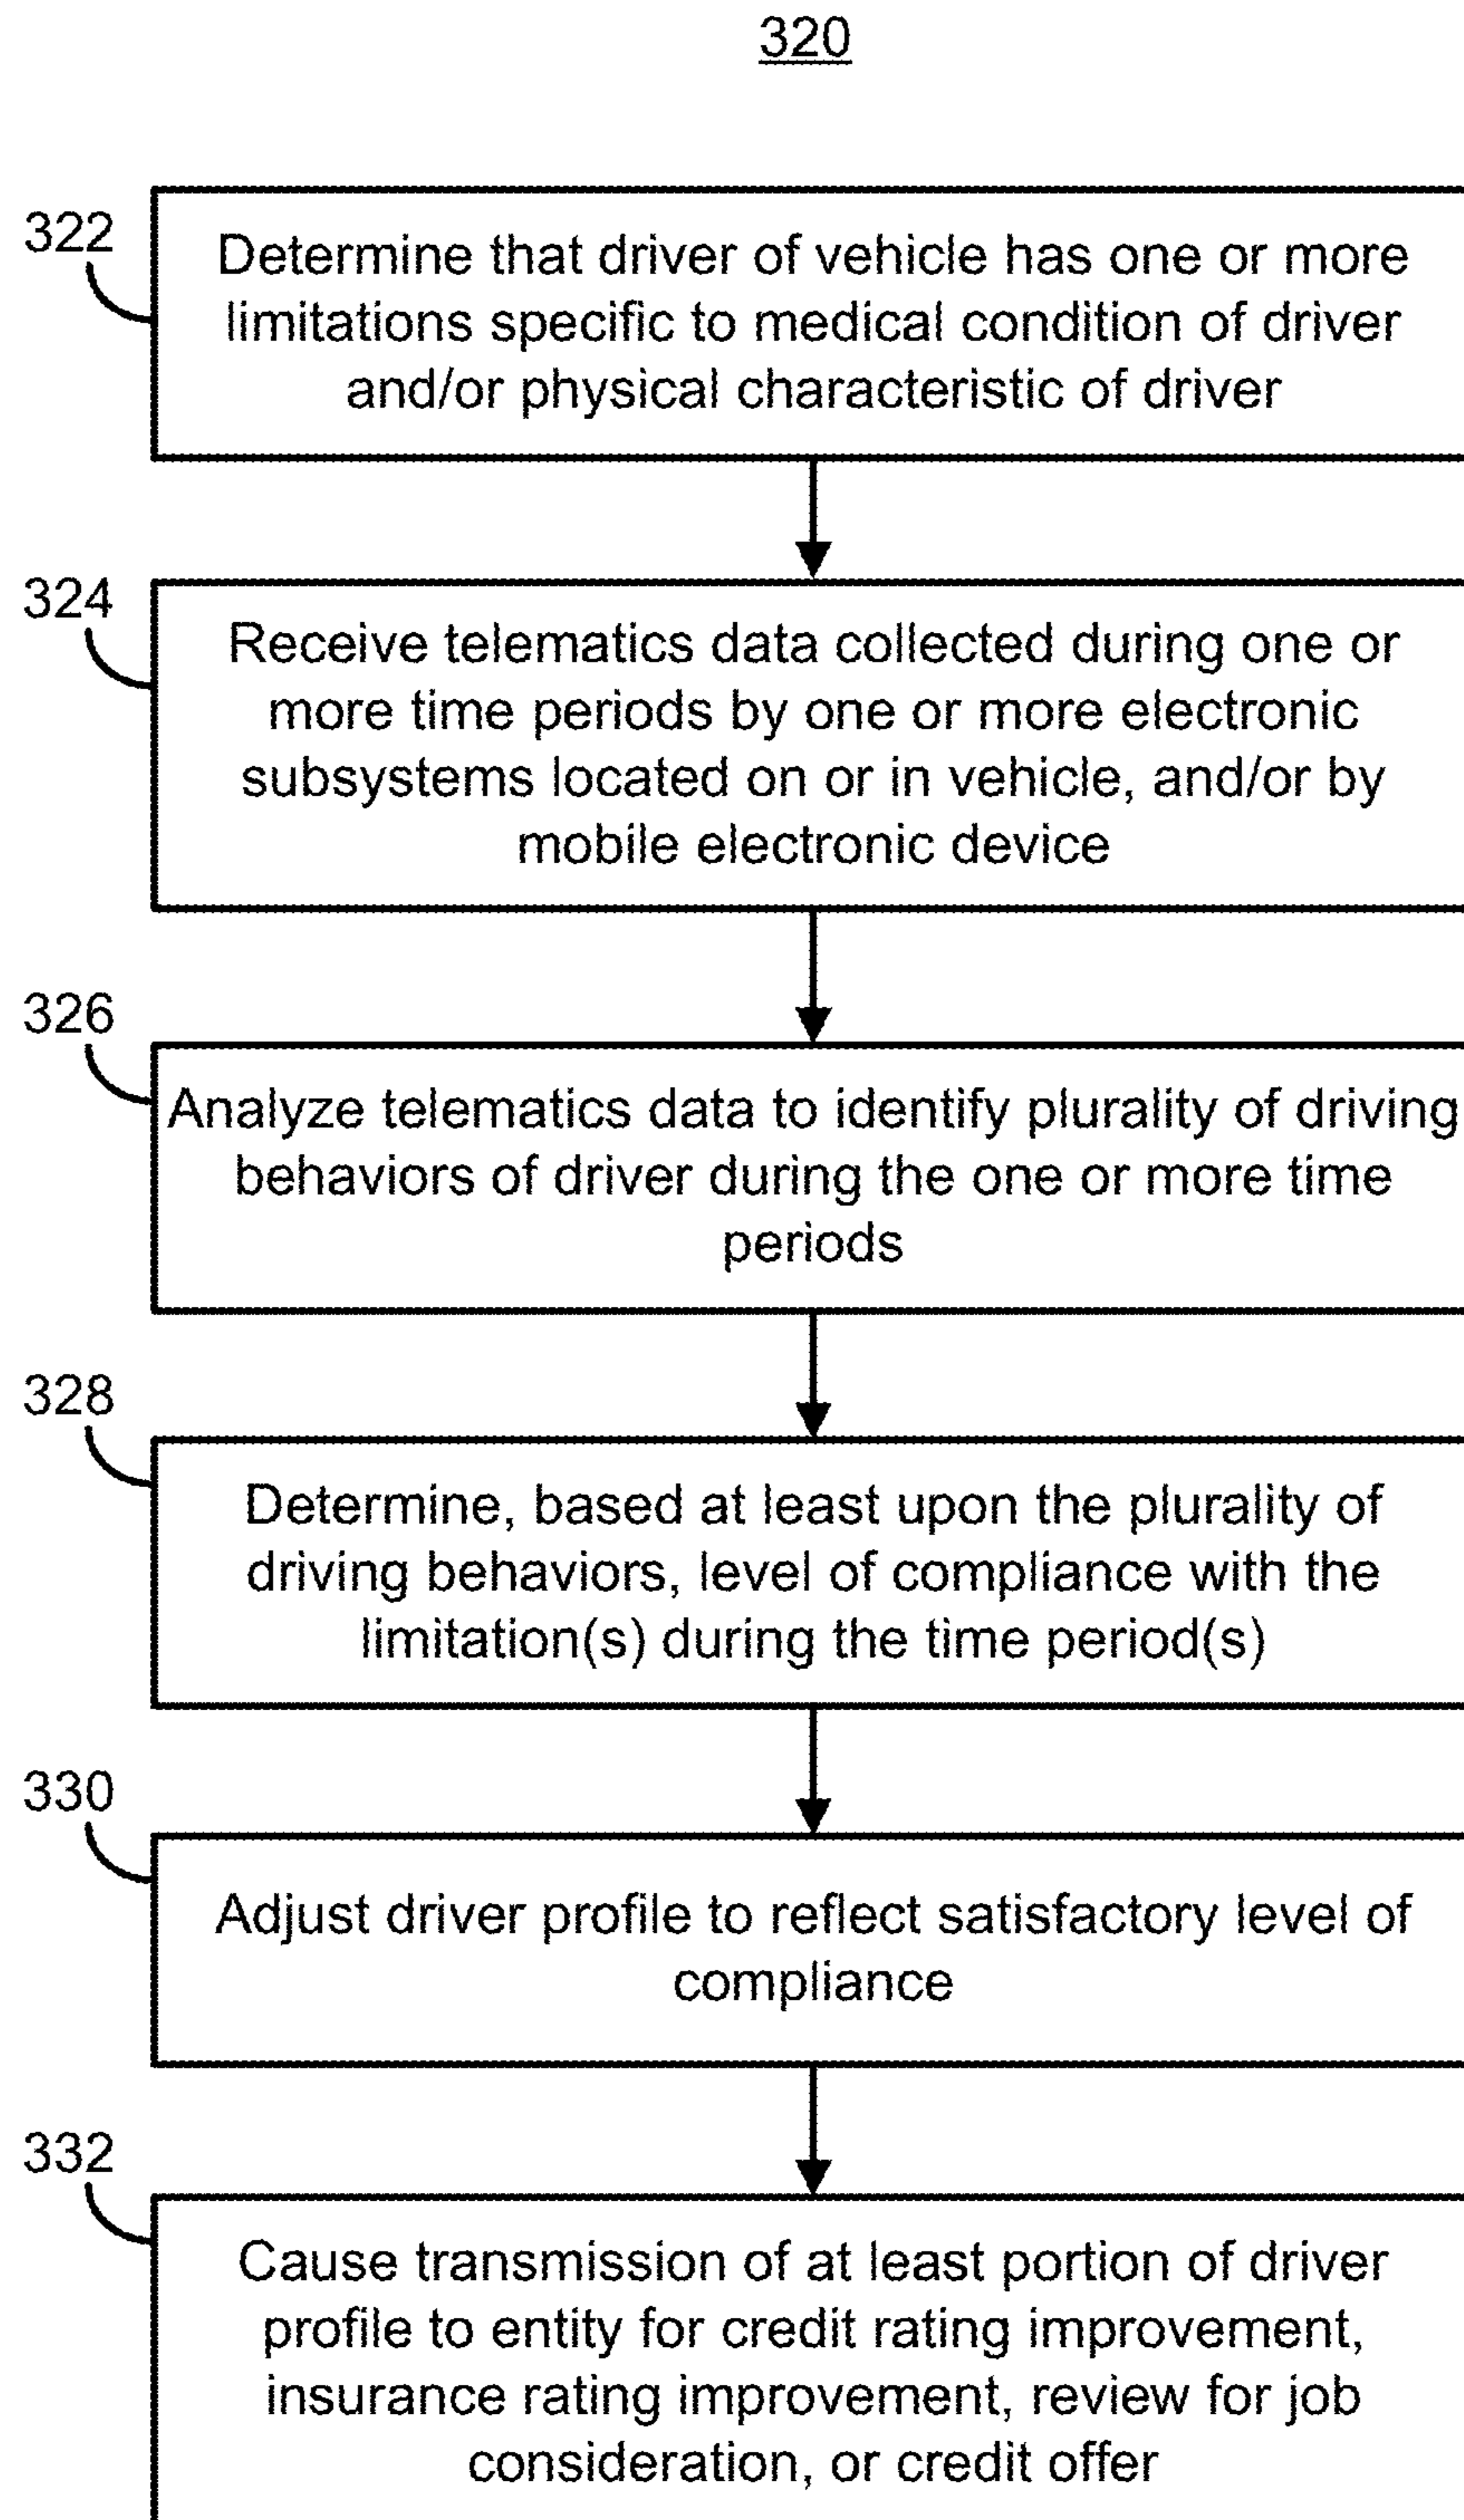 320
322
Determine that driver of vehicle has one or more
limitations specific to medical condition of driver
and/or physical characteristic of driver
324
Receive telematics data collected during one or
more time periods by one or more electronic
subsystems located on or in vehicle, and/or by
mobile electronic device
326
Analyze telematics data to identify plurality of driving
behaviors of driver during the one or more time
periods
328
Determine, based at least upon the plurality of
driving behaviors, level of compliance with the
limitation(s) during the time period(s)
330
Adjust driver profile to reflect satisfactory level of
compliance
332
Cause transmission of at least portion of driver
profile to entity for credit rating improvement,
insurance rating improvement, review for job
consideration, or credit offer